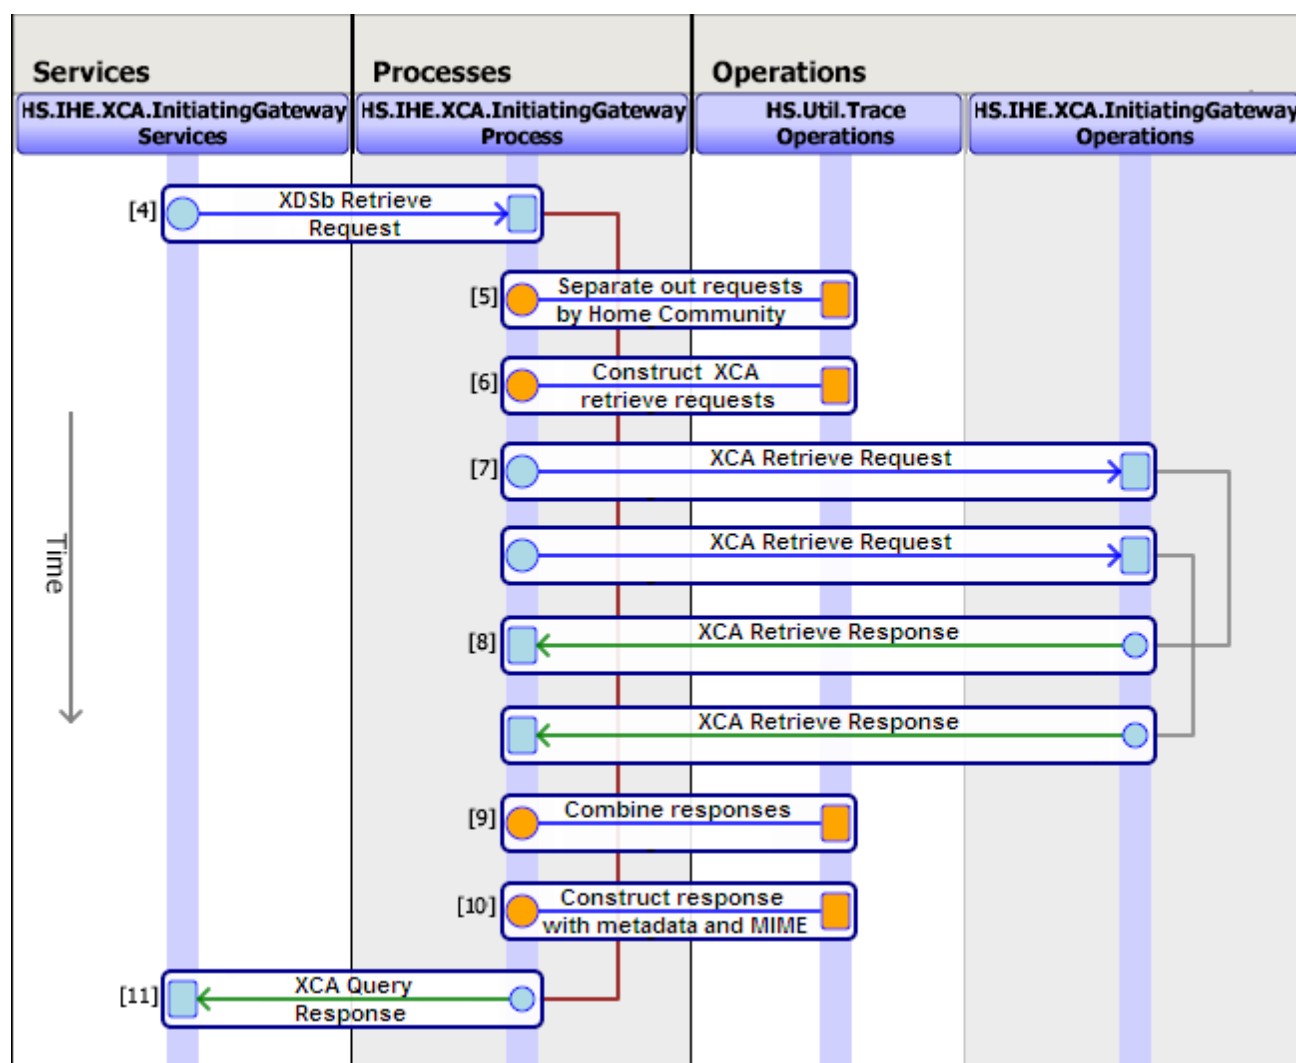 Services
Processes
Operations
HS.IHE.XCA.InitiatingGateway
Services
HS.IHE.XCA.InitiatingGateway
Process
HS.Util.Trace
Operations
HS.IHE.XCA.InitiatingGateway
Operations
[4]
XDSb Retrieve
Request
[5]
Separate out requests
by Home Community
[6]
Construct XCA
retrieve requests
[7]
XCA Retrieve Request
XCA Retrieve Request
Time
[8]
XCA Retrieve Response
XCA Retrieve Response
[9]
Combine responses
[10]
Construct response
with metadata and MIME
[11]
XCA Query
Response